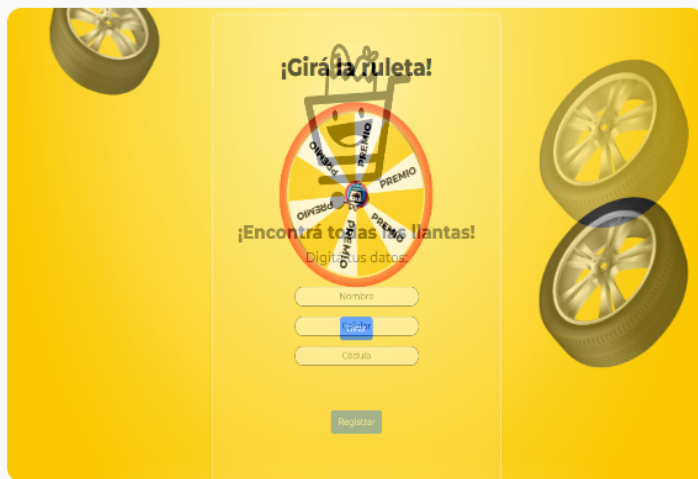 ¡Girá la ruleta!
PREMIO
PREMIO
PREMIO
PREMIO
PREMIO
PREMIO
¡Encontrá todas las llantas!
Digita tus datos:
Nombre
Celular
Cédula
Registrar